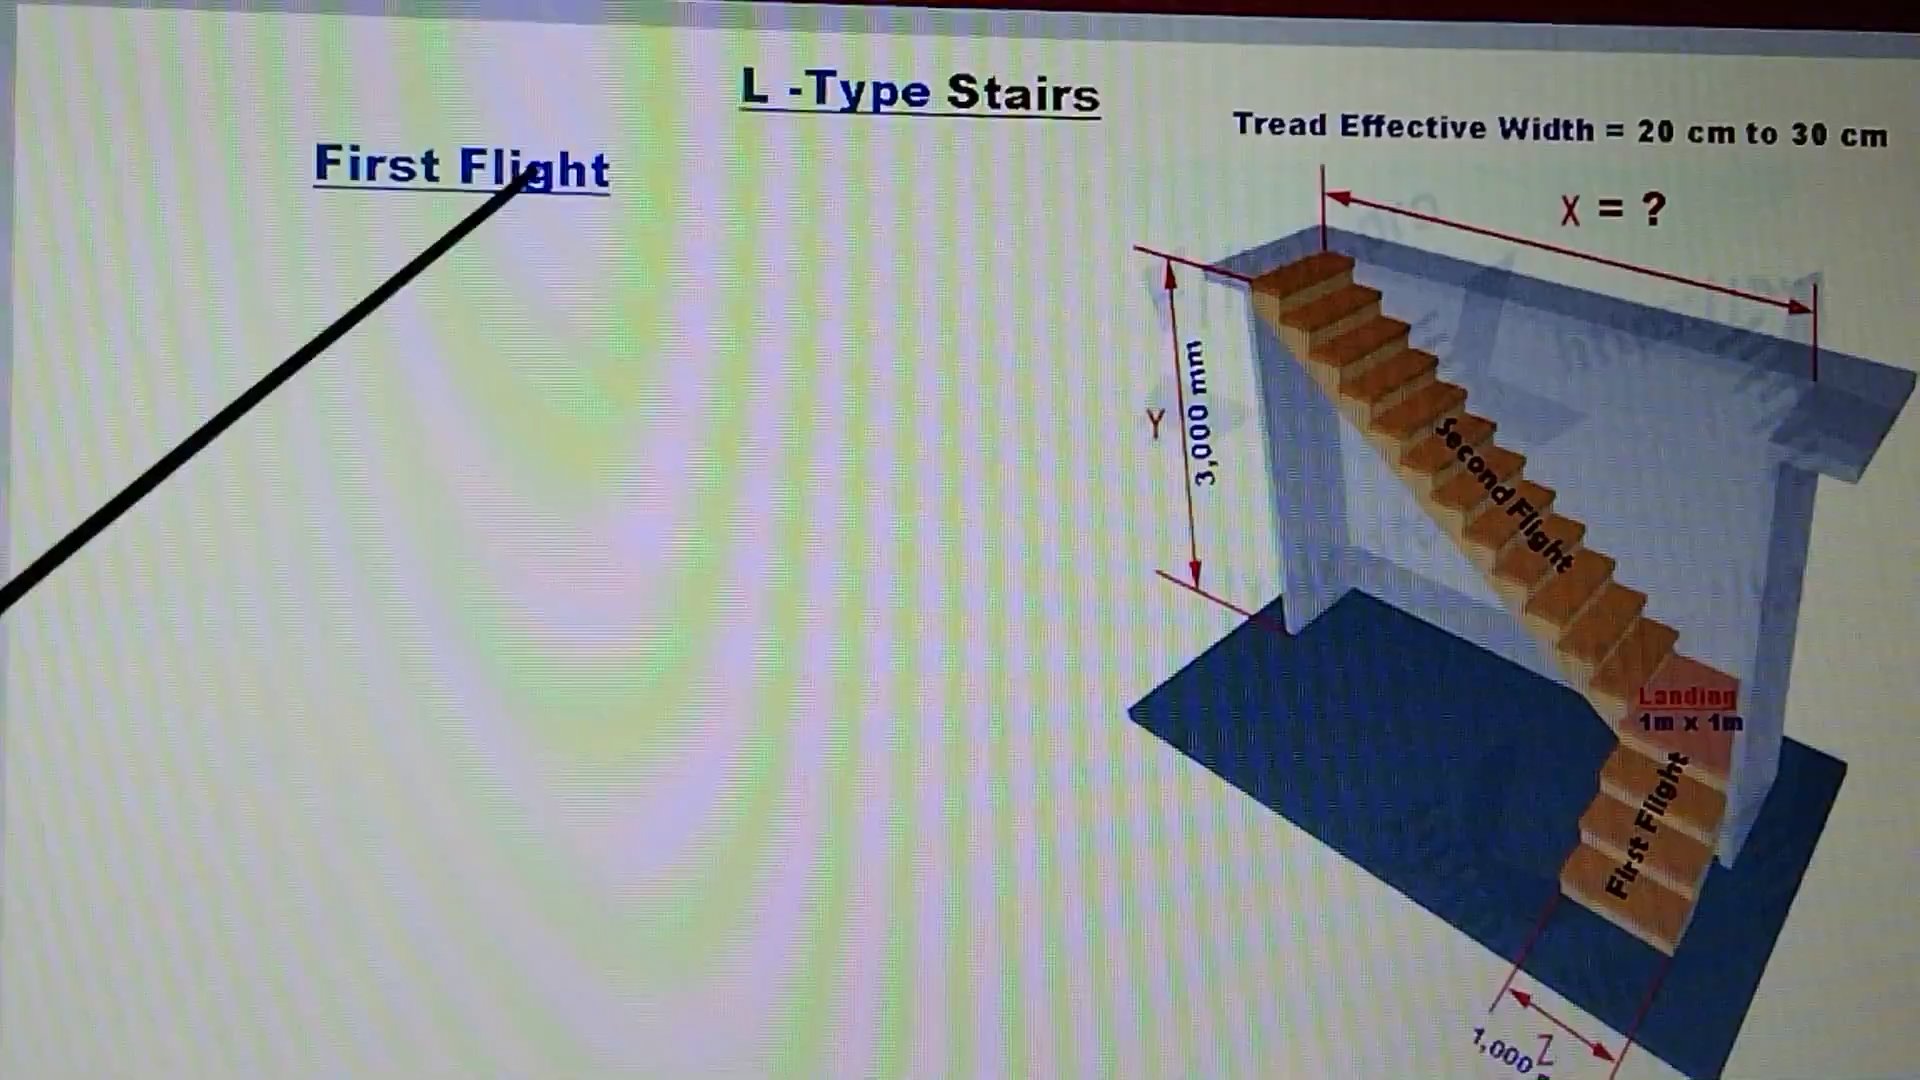 L -Type Stairs
First Flight
Tread Effective Width = 20 cm to 30 cm
X = ?
Y
3,000 mm
Second Flight
Landing
1m x 1m
First Flight
Z
1,000